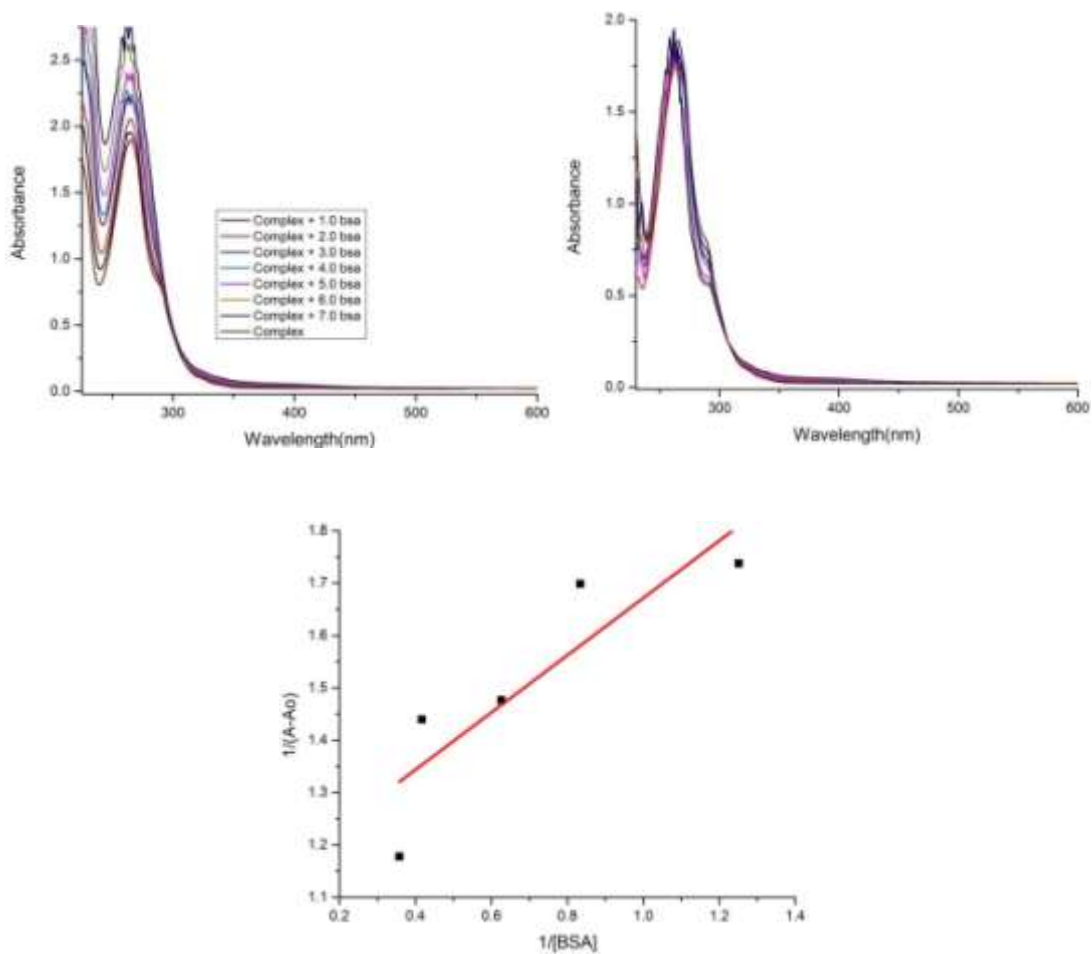 2.5
2.0
1.5
1.0
0.5
0.0
Absorbance
300
400
500
600
Wavelength(nm)
Complex + 1.0 bsa
Complex + 2.0 bsa
Complex + 3.0 bsa
Complex + 4.0 bsa
Complex + 5.0 bsa
Complex + 6.0 bsa
Complex + 7.0 bsa
Complex
2.0
1.5
1.0
0.5
0.0
Absorbance
300
400
500
600
Wavelength(nm)
1.8
1.7
1.6
1.5
1.4
1.3
1.2
1.1
1/(A-Ao)
0.2
0.4
0.6
0.8
1.0
1.2
1.4
1/[BSA]